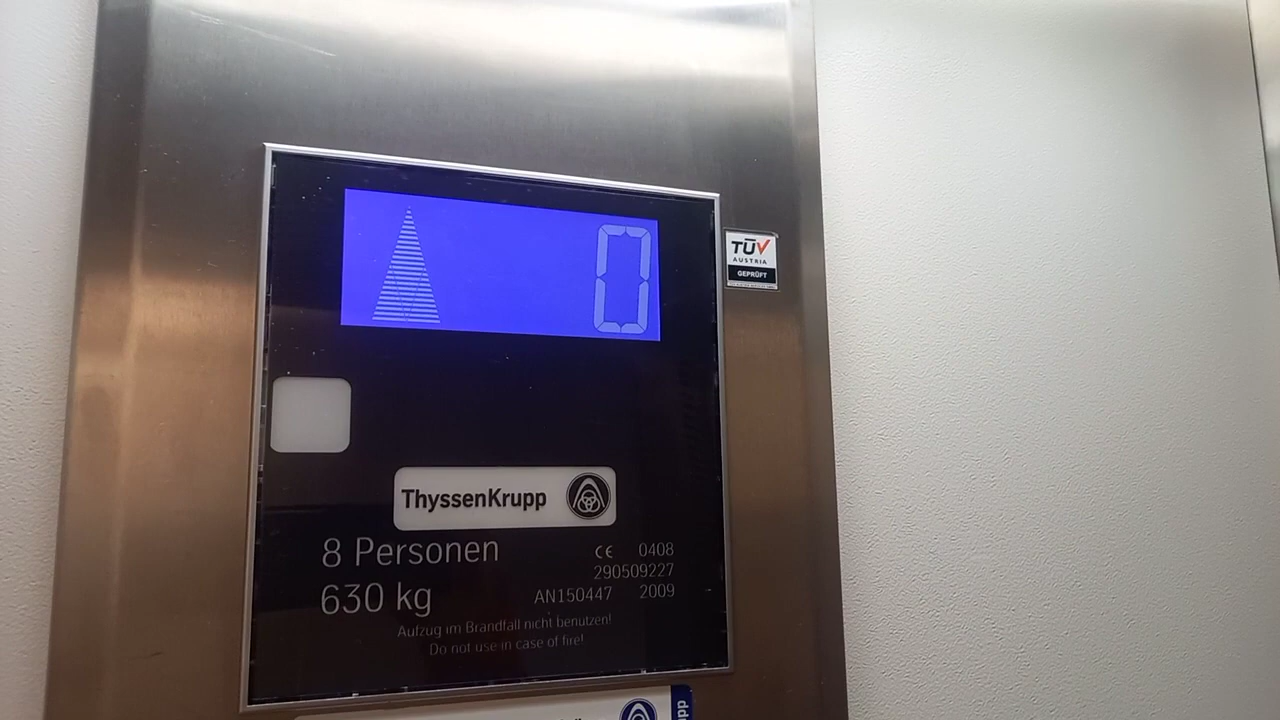 0
TÜV
AUSTRIA
GEPRÜFT
ThyssenKrupp
8 Personen
630 kg
CE 0408
290509227
AN150447 2009
Aufzug im Brandfall nicht benutzen!
Do not use in case of fire!